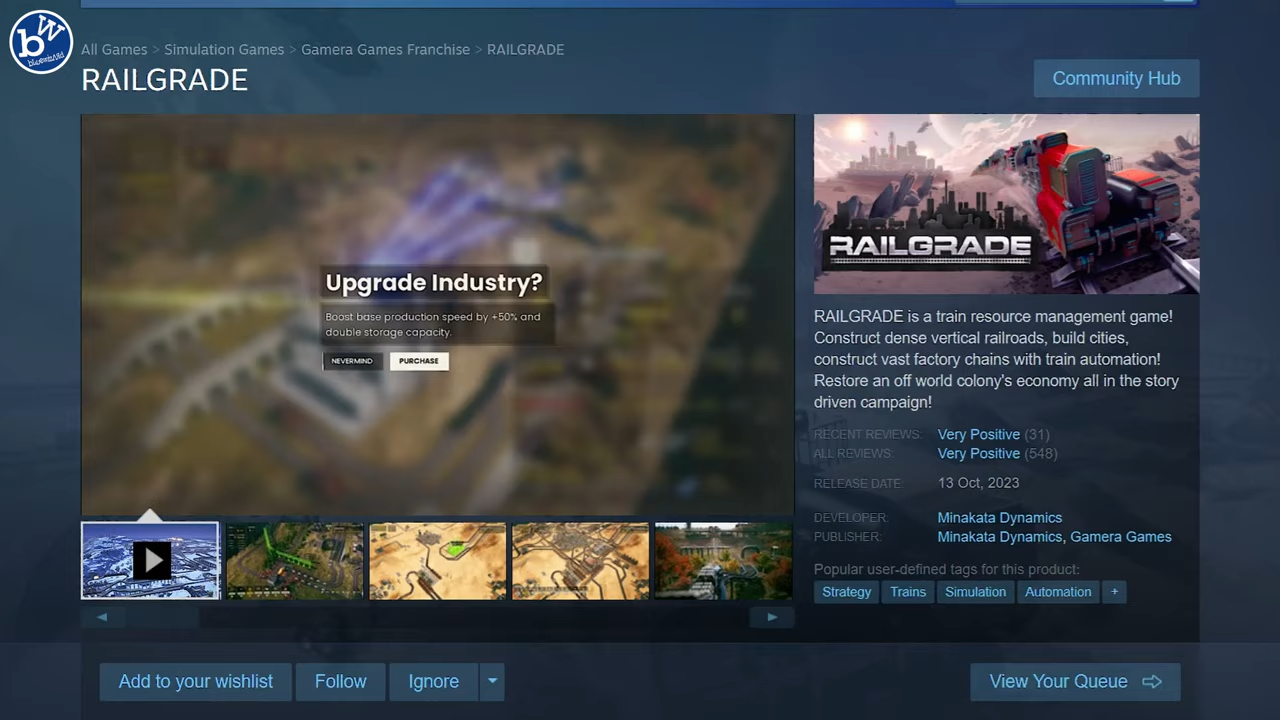 bW
All Games > Simulation Games > Gamera Games Franchise > RAILGRADE
RAILGRADE
Community Hub
Upgrade Industry?
Boost base production speed by +50% and
double storage capacity.
NEVERMIND
PURCHASE
RAILGRADE
RAILGRADE is a train resource management game!
Construct dense vertical railroads, build cities,
construct vast factory chains with train automation!
Restore an off world colony's economy all in the story
driven campaign!
RECENT REVIEWS: Very Positive (31)
ALL REVIEWS: Very Positive (548)
RELEASE DATE: 13 Oct, 2023
DEVELOPER: Minakata Dynamics
PUBLISHER: Minakata Dynamics, Gamera Games
Popular user-defined tags for this product:
Strategy Trains Simulation Automation +
Add to your wishlist
Follow
Ignore
View Your Queue